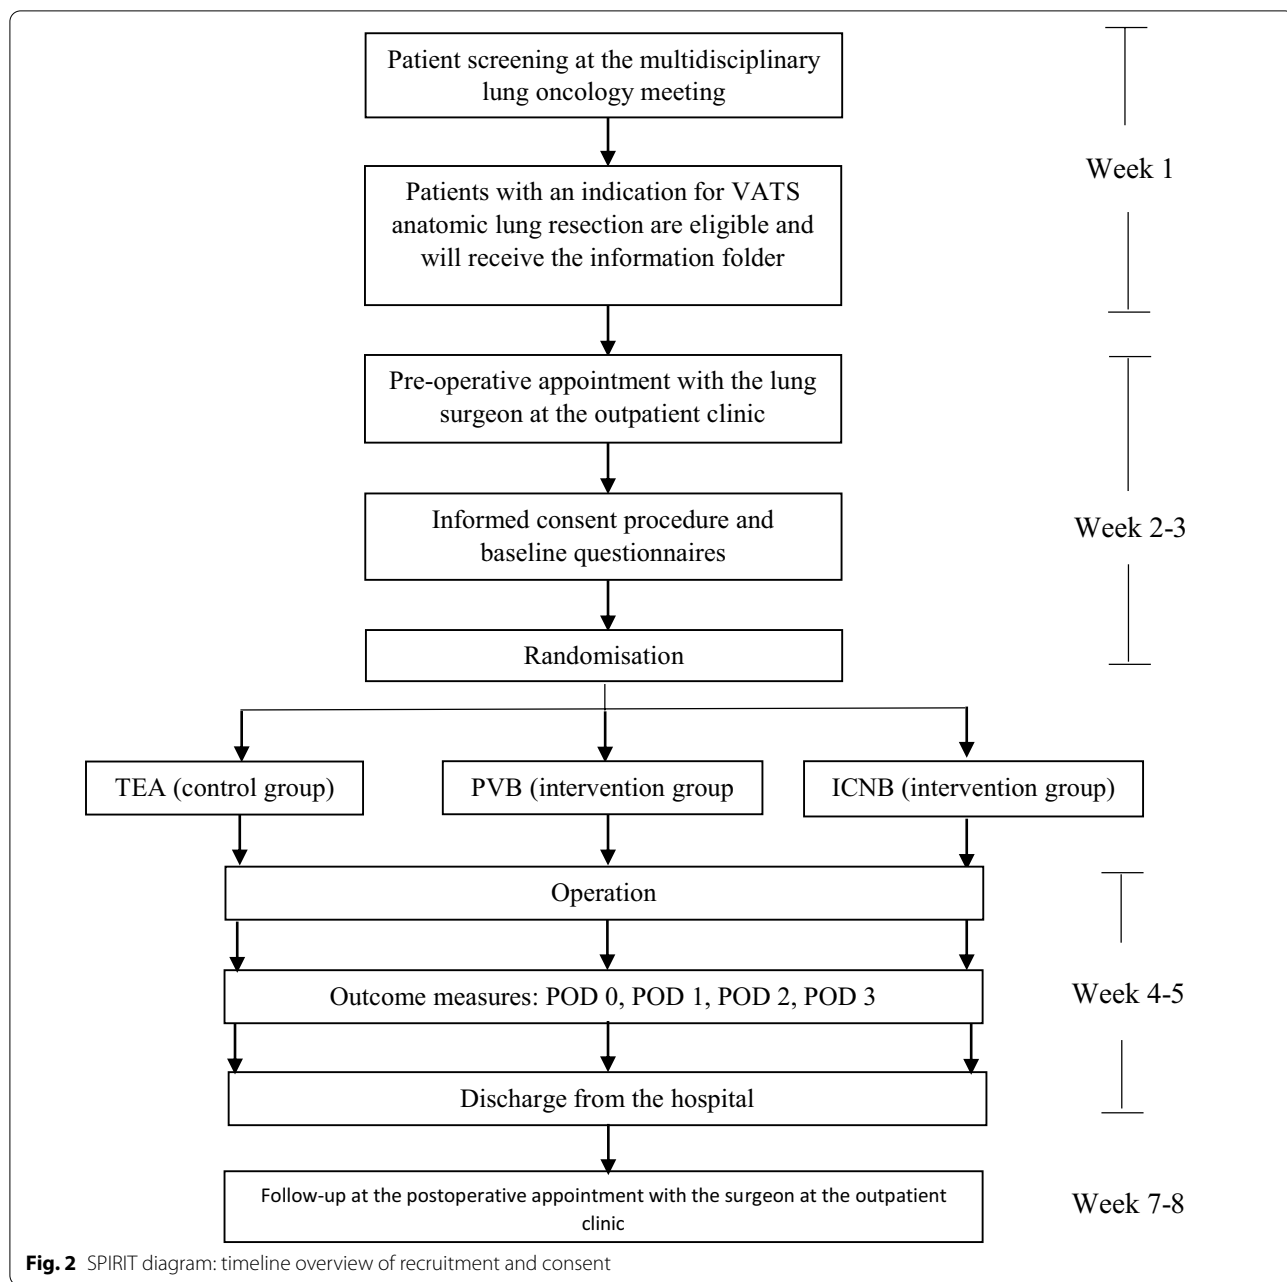 Patient screening at the multidisciplinary
lung oncology meeting
Week 1
Patients with an indication for VATS
anatomic lung resection are eligible and
will receive the information folder
Pre-operative appointment with the lung
surgeon at the outpatient clinic
Informed consent procedure and
baseline questionnaires
Week 2-3
Randomisation
TEA (control group)
PVB (intervention group
ICNB (intervention group)
Operation
Outcome measures: POD 0, POD 1, POD 2, POD 3
Week 4-5
Discharge from the hospital
Follow-up at the postoperative appointment with the surgeon at the outpatient
clinic
Week 7-8
Fig. 2 SPIRIT diagram: timeline overview of recruitment and consent